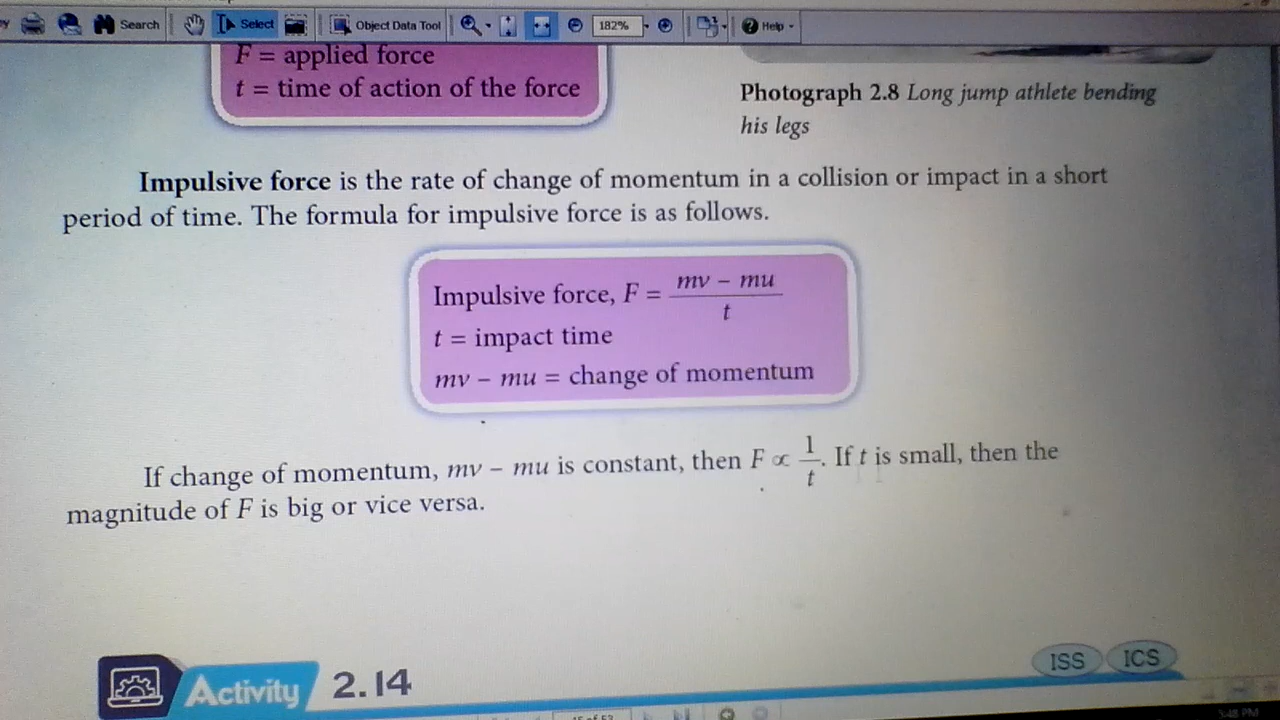 Search Select Object Data Tool 182% Help
F = applied force
t = time of action of the force
Photograph 2.8 Long jump athlete bending
his legs
Impulsive force is the rate of change of momentum in a collision or impact in a short
period of time. The formula for impulsive force is as follows.
Impulsive force, F = mv – mu / t
t = impact time
mv – mu = change of momentum
If change of momentum, mv – mu is constant, then F ∝ 1/t. If t is small, then the
magnitude of F is big or vice versa.
Activity 2.14
ISS ICS